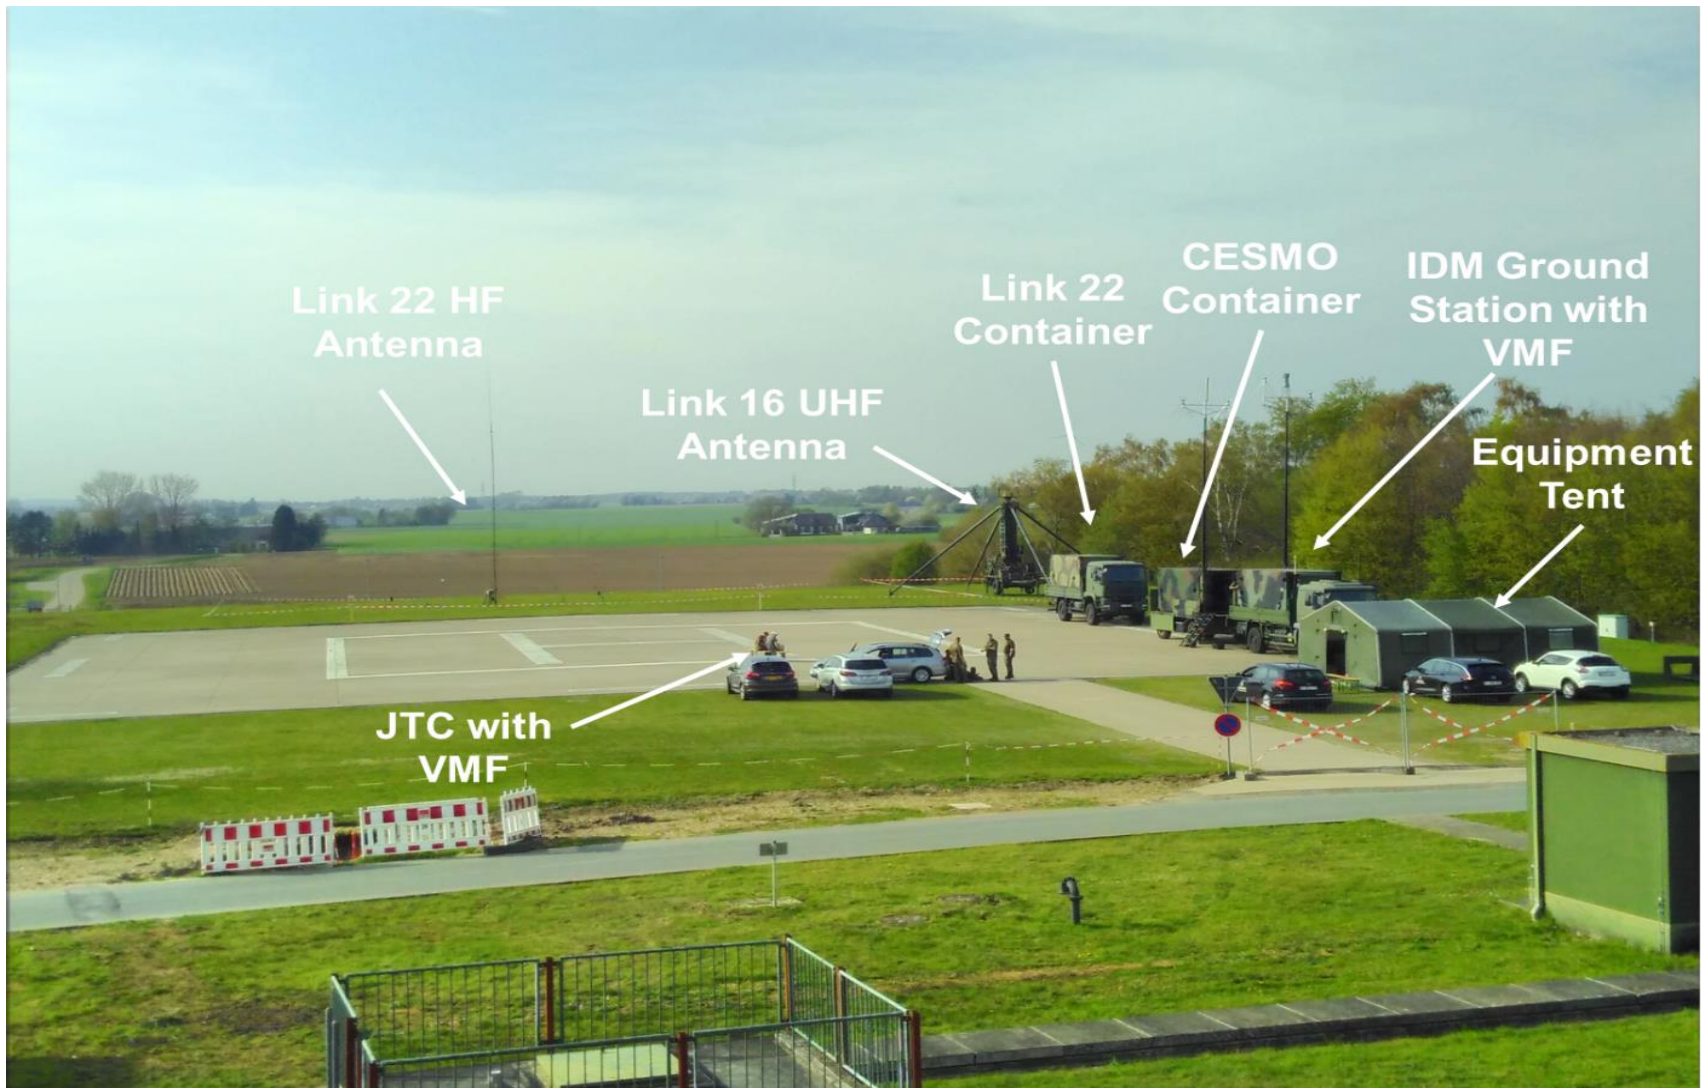 CESMO
Container
IDM Ground
Station with
VMF
Link 22
Container
Link 22 HF
Antenna
Link 16 UHF
Antenna
Equipment
Tent
JTC with
VMF